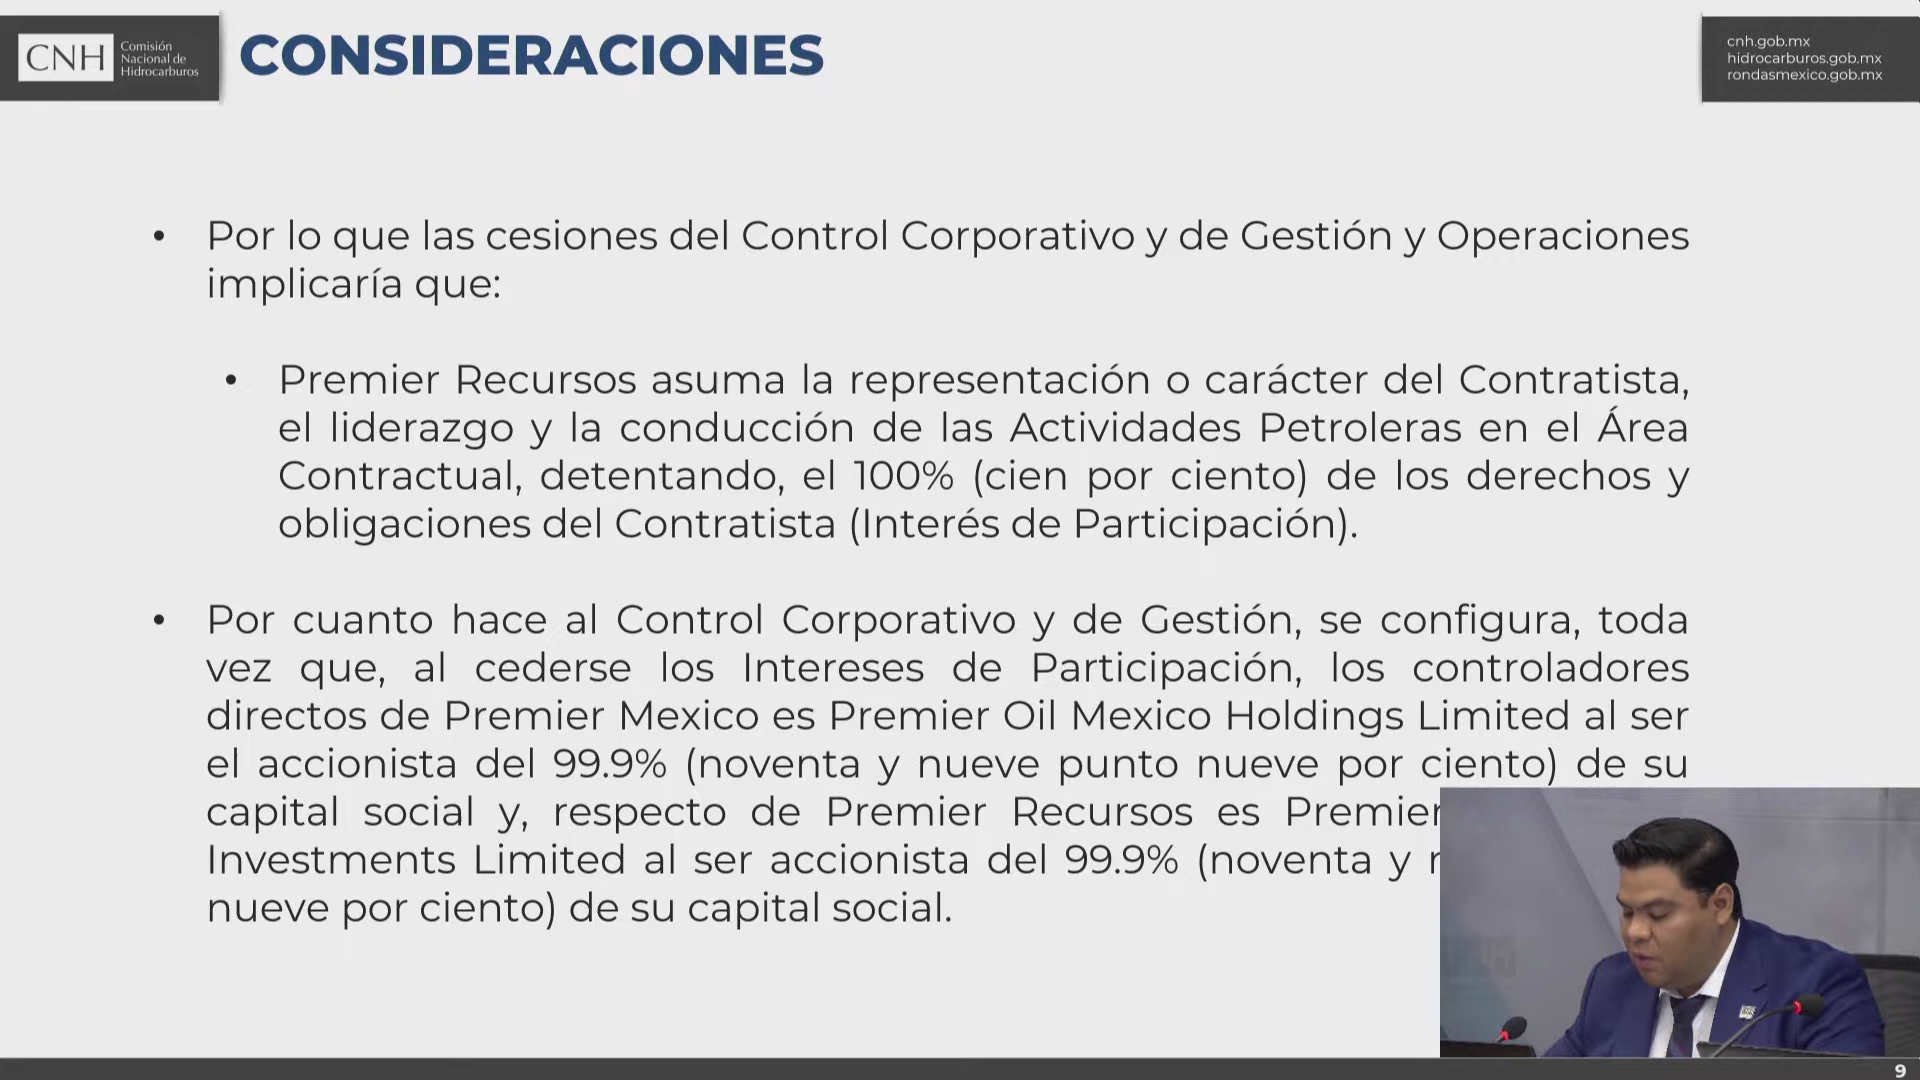 CNH
Comisión
Nacional de
Hidrocarburos
CONSIDERACIONES
cnh.gob.mx
hidrocarburos.gob.mx
rondasmexico.gob.mx
• Por lo que las cesiones del Control Corporativo y de Gestión y Operaciones
implicaría que:
• Premier Recursos asuma la representación o carácter del Contratista,
el liderazgo y la conducción de las Actividades Petroleras en el Área
Contractual, detentando, el 100% (cien por ciento) de los derechos y
obligaciones del Contratista (Interés de Participación).
• Por cuanto hace al Control Corporativo y de Gestión, se configura, toda
vez que, al cederse los Intereses de Participación, los controladores
directos de Premier Mexico es Premier Oil Mexico Holdings Limited al ser
el accionista del 99.9% (noventa y nueve punto nueve por ciento) de su
capital social y, respecto de Premier Recursos es Premier
Investments Limited al ser accionista del 99.9% (noventa y
nueve por ciento) de su capital social.
9